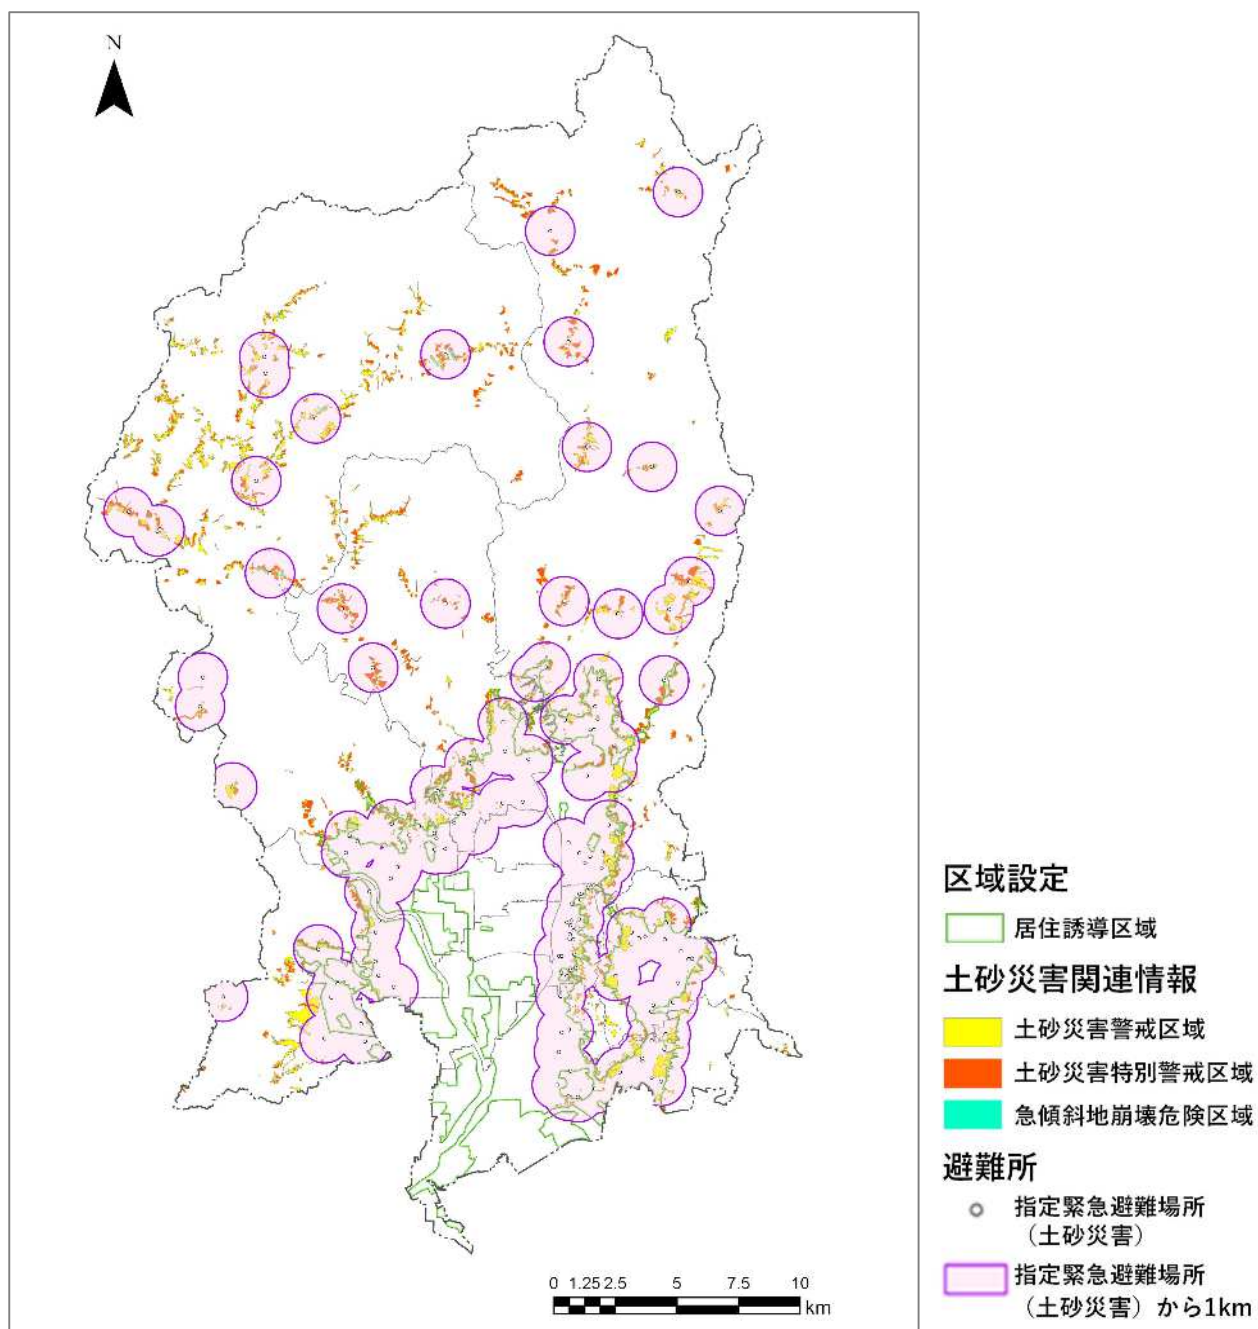 N
区域設定
居住誘導区域
土砂災害関連情報
土砂災害警戒区域
土砂災害特別警戒区域
急傾斜地崩壊危険区域
避難所
指定緊急避難場所
（土砂災害）
指定緊急避難場所
（土砂災害）から1km
0 1.25 2.5 5 7.5 10
km